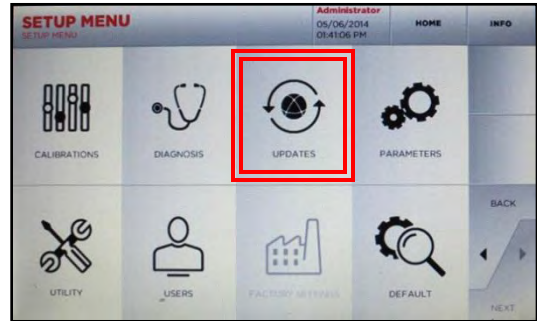 SETUP MENU
SETUP MENU
Administrator
05/06/2014
01:41:06 PM
HOME
INFO
CALIBRATIONS
DIAGNOSIS
UPDATES
PARAMETERS
BACK
UTILITY
_USERS
FACTORY SETTINGS
DEFAULT
NEXT